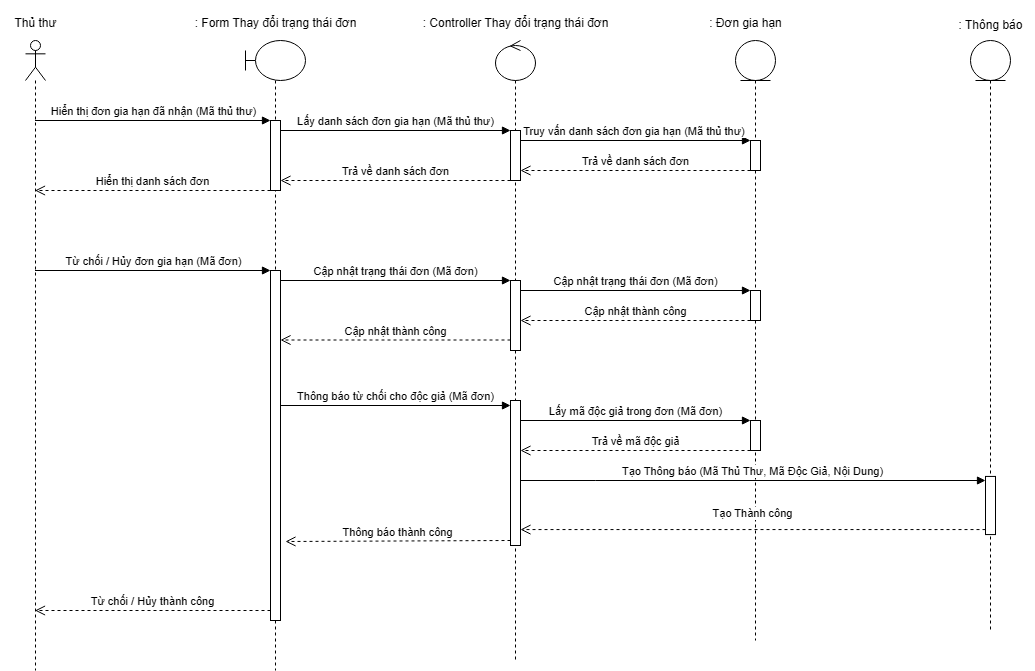 Thủ thư
: Form Thay đổi trạng thái đơn
: Controller Thay đổi trạng thái đơn
: Đơn gia hạn
: Thông báo
Hiển thị đơn gia hạn đã nhận (Mã thủ thư)
Lấy danh sách đơn gia hạn (Mã thủ thư)
Truy vấn danh sách đơn gia hạn (Mã thủ thư)
Trả về danh sách đơn
Trả về danh sách đơn
Hiển thị danh sách đơn
Từ chối / Hủy đơn gia hạn (Mã đơn)
Cập nhật trạng thái đơn (Mã đơn)
Cập nhật trạng thái đơn (Mã đơn)
Cập nhật thành công
Cập nhật thành công
Thông báo từ chối cho độc giả (Mã đơn)
Lấy mã độc giả trong đơn (Mã đơn)
Trả về mã độc giả
Tạo Thông báo (Mã Thủ Thư, Mã Độc Giả, Nội Dung)
Tạo Thành công
Thông báo thành công
Từ chối / Hủy thành công